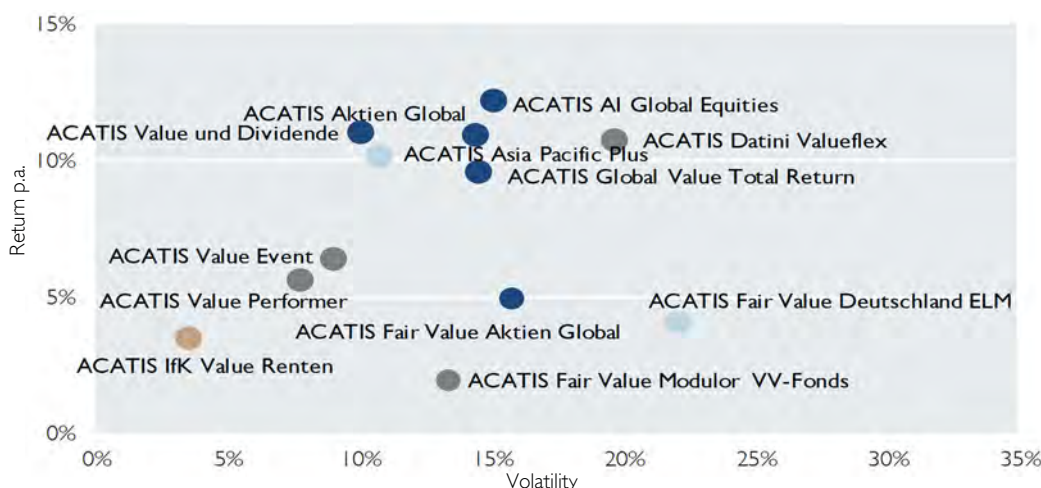 15%
ACATIS Aktien Global
ACATIS AI Global Equities
ACATIS Value und Dividende
ACATIS Datini Valueflex
10%
ACATIS Asia Pacific Plus
ACATIS Global Value Total Return
Return p.a.
ACATIS Value Event
5%
ACATIS Value Performer
ACATIS Fair Value Deutschland ELM
ACATIS Fair Value Aktien Global
ACATIS IfK Value Renten
ACATIS Fair Value Modulor VV-Fonds
0%
0% 5% 10% 15% 20% 25% 30% 35%
Volatility